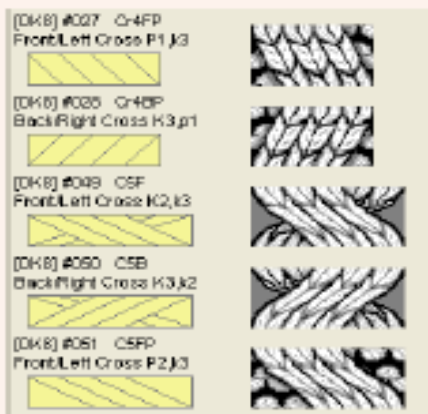 [DK8] #027 Cr4FP
Front/Left Cross P1,k3
[DK8] #028 Cr4BP
Back/Right Cross K3,p1
[DK8] #049 C5F
Front/Left Cross K2,k3
[DK8] #050 C5B
Back/Right Cross K3,k2
[DK8] #051 C5FP
Front/Left Cross P2,k3